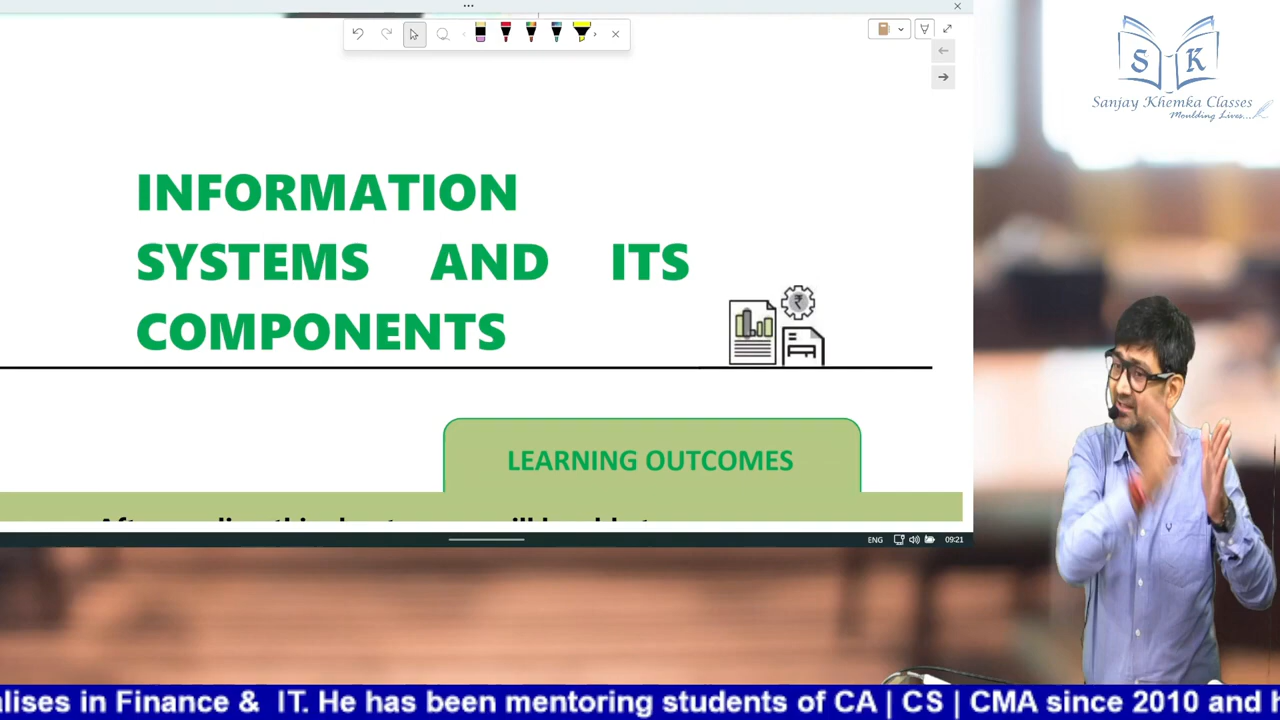 S K
Sanjay Khemka Classes
Moulding Lives...
INFORMATION
SYSTEMS AND ITS
COMPONENTS
₹
LEARNING OUTCOMES
ENG 09:21
alises in Finance & IT. He has been mentoring students of CA | CS | CMA since 2010 and h